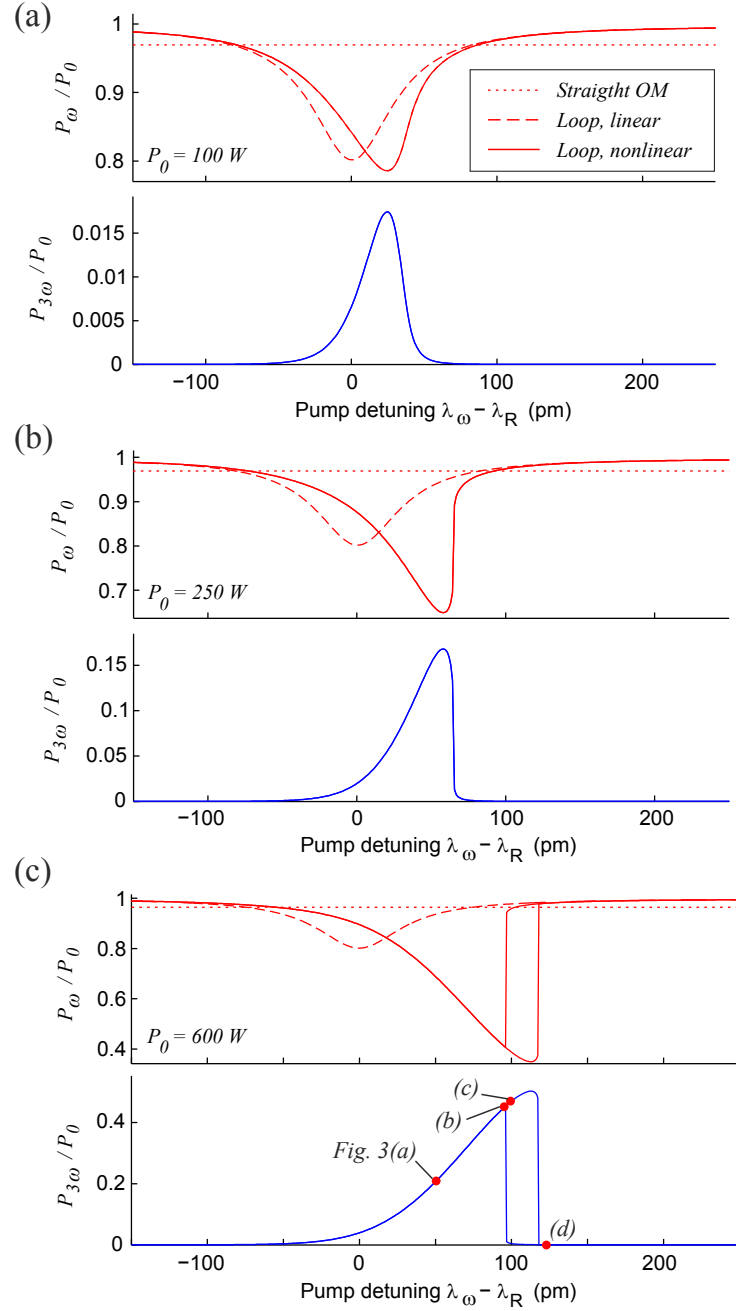 (a)
1
0.9
0.8
P_ω / P_0
P_0 = 100 W
Straigtht OM
Loop, linear
Loop, nonlinear
0.015
0.01
0.005
0
P_3ω / P_0
−100 0 100 200
Pump detuning λ_ω − λ_R (pm)
(b)
1
0.9
0.8
0.7
P_ω / P_0
P_0 = 250 W
0.15
0.1
0.05
0
P_3ω / P_0
−100 0 100 200
Pump detuning λ_ω − λ_R (pm)
(c)
1
0.8
0.6
0.4
P_ω / P_0
P_0 = 600 W
0.4
0.2
0
P_3ω / P_0
(c)
(b)
Fig. 3(a)
(d)
−100 0 100 200
Pump detuning λ_ω − λ_R (pm)